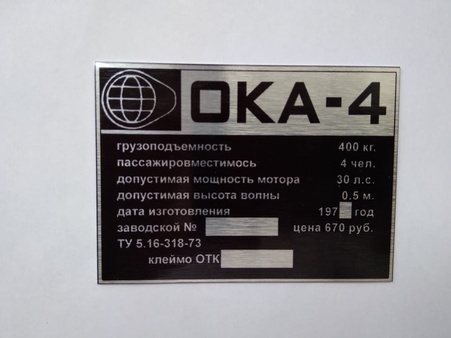 ОКА-4
грузоподъемность 400 кг.
пассажировместимось 4 чел.
допустимая мощность мотора 30 л.с.
допустимая высота волны 0.5 м.
дата изготовления 197 год
заводской № цена 670 руб.
ТУ 5.16-318-73
клеймо ОТК